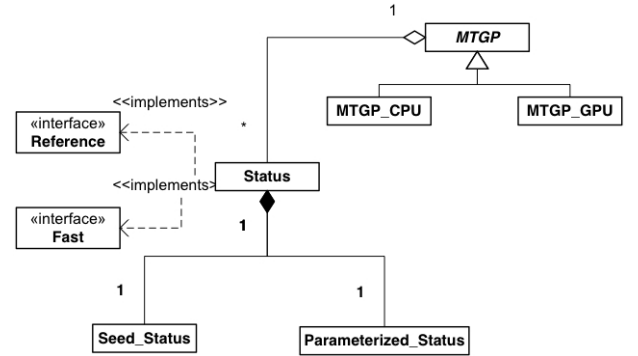 1
MTGP
MTGP_CPU
MTGP_GPU
<<implements>>
«interface»
Reference
*
<<implements>
Status
«interface»
Fast
1
1
1
Seed_Status
Parameterized_Status